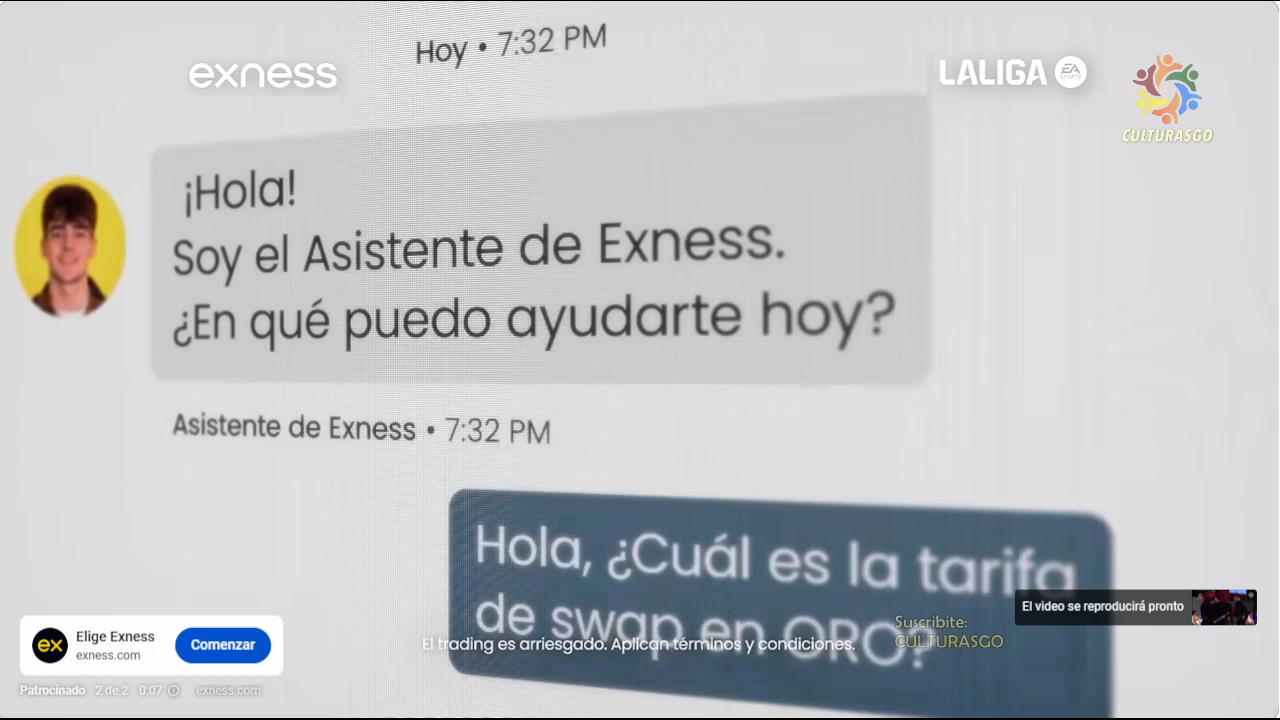 Hoy • 7:32 PM
exness
LALIGA
EA
SPORTS
CULTURASGO
¡Hola!
Soy el Asistente de Exness.
¿En qué puedo ayudarte hoy?
Asistente de Exness • 7:32 PM
Hola, ¿Cuál es la tarifa
de swap en ORO?
El video se reproducirá pronto
Suscribite:
CULTURASGO
El trading es arriesgado. Aplican términos y condiciones.
ex
Elige Exness
exness.com
Comenzar
Patrocinado · 2 de 2 · 0:07
exness.com